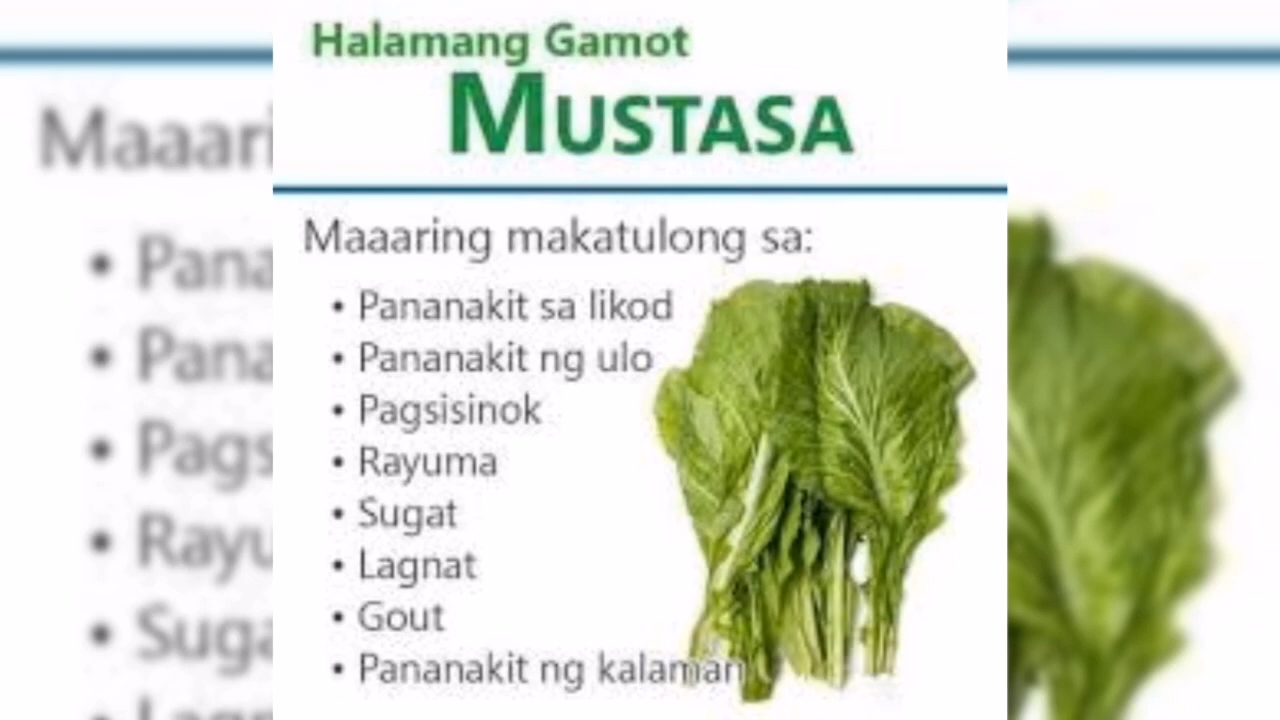 Halamang Gamot
MUSTASA
Maaaring makatulong sa:
• Pananakit sa likod
• Pananakit ng ulo
• Pagsisinok
• Rayuma
• Sugat
• Lagnat
• Gout
• Pananakit ng kalaman